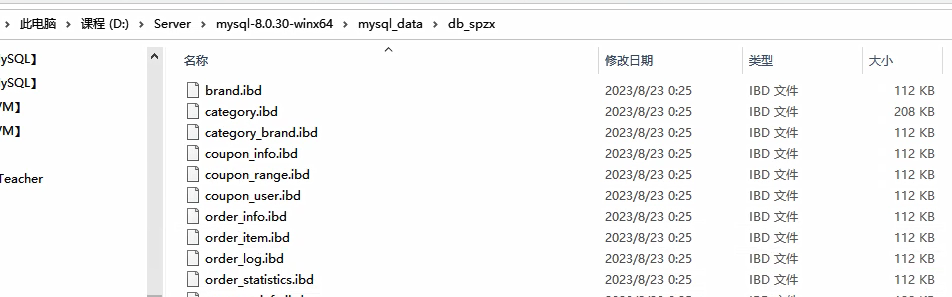 此电脑 > 课程 (D:) > Server > mysql-8.0.30-winx64 > mysql_data > db_spzx
ySQL】
ySQL】
VM】
VM】
Teacher
名称 修改日期 类型 大小
brand.ibd 2023/8/23 0:25 IBD 文件 112 KB
category.ibd 2023/8/23 0:25 IBD 文件 208 KB
category_brand.ibd 2023/8/23 0:25 IBD 文件 112 KB
coupon_info.ibd 2023/8/23 0:25 IBD 文件 112 KB
coupon_range.ibd 2023/8/23 0:25 IBD 文件 112 KB
coupon_user.ibd 2023/8/23 0:25 IBD 文件 112 KB
order_info.ibd 2023/8/23 0:25 IBD 文件 112 KB
order_item.ibd 2023/8/23 0:25 IBD 文件 112 KB
order_log.ibd 2023/8/23 0:25 IBD 文件 112 KB
order_statistics.ibd 2023/8/23 0:25 IBD 文件 112 KB